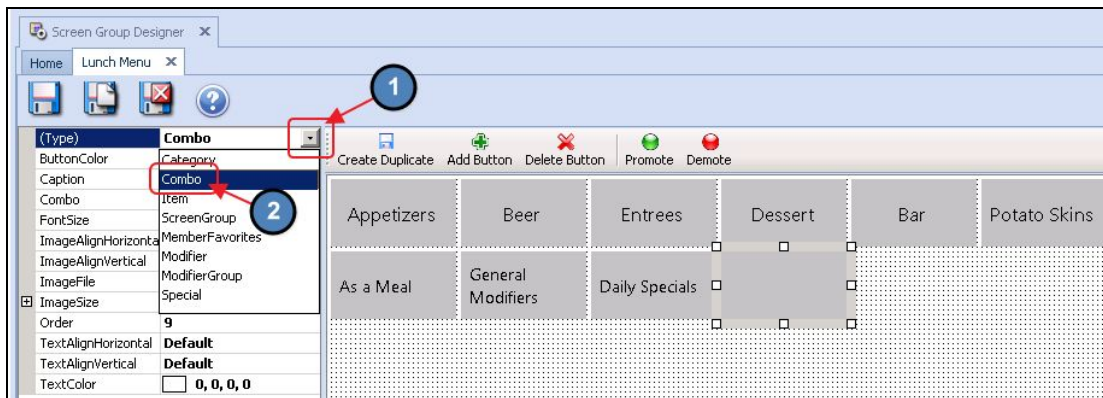 Screen Group Designer
Home Lunch Menu
1
(Type) Combo
Create Duplicate Add Button Delete Button Promote Demote
ButtonColor Category
Caption Combo
Combo Item
2
FontSize ScreenGroup
ImageAlignHorizonta MemberFavorites
ImageAlignVertical Modifier
ImageFile ModifierGroup
ImageSize Special
Order 9
TextAlignHorizontal Default
TextAlignVertical Default
TextColor 0, 0, 0, 0
Appetizers Beer Entrees Dessert Bar Potato Skins
As a Meal General Modifiers Daily Specials